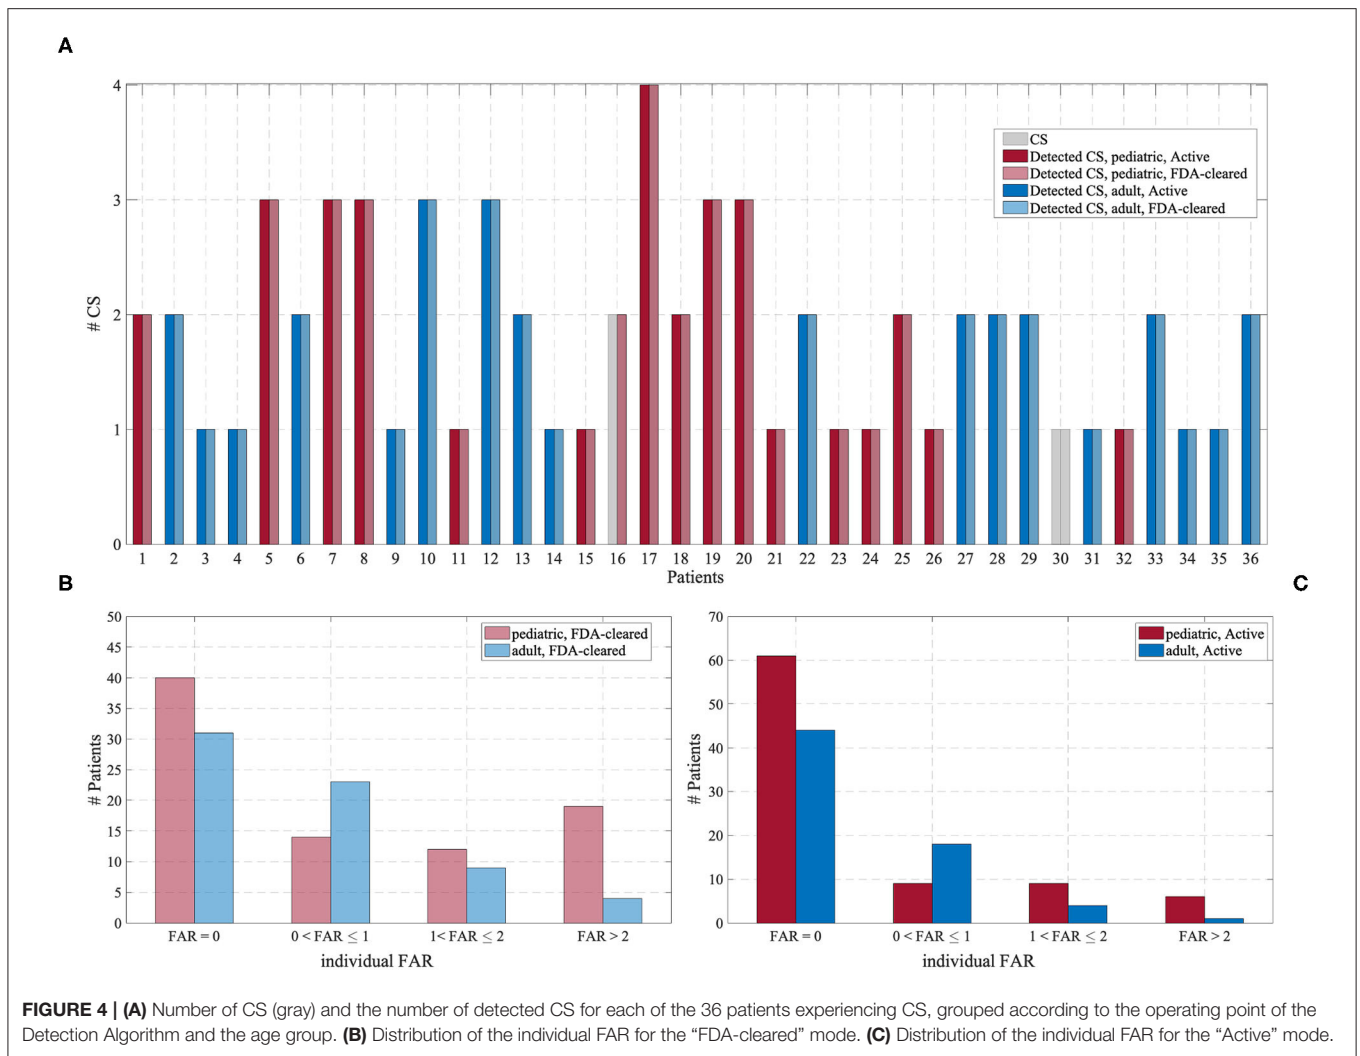 A
4
3
2
1
0
# CS
CS
Detected CS, pediatric, Active
Detected CS, pediatric, FDA-cleared
Detected CS, adult, Active
Detected CS, adult, FDA-cleared
1 2 3 4 5 6 7 8 9 10 11 12 13 14 15 16 17 18 19 20 21 22 23 24 25 26 27 28 29 30 31 32 33 34 35 36
Patients
B
50
45
40
35
30
25
20
15
10
5
0
# Patients
pediatric, FDA-cleared
adult, FDA-cleared
FAR = 0 0 < FAR ≤ 1 1< FAR ≤ 2 FAR > 2
individual FAR
C
70
60
50
40
30
20
10
0
# Patients
pediatric, Active
adult, Active
FAR = 0 0 < FAR ≤ 1 1 < FAR ≤ 2 FAR > 2
individual FAR
FIGURE 4 | (A) Number of CS (gray) and the number of detected CS for each of the 36 patients experiencing CS, grouped according to the operating point of the
Detection Algorithm and the age group. (B) Distribution of the individual FAR for the “FDA-cleared” mode. (C) Distribution of the individual FAR for the “Active” mode.